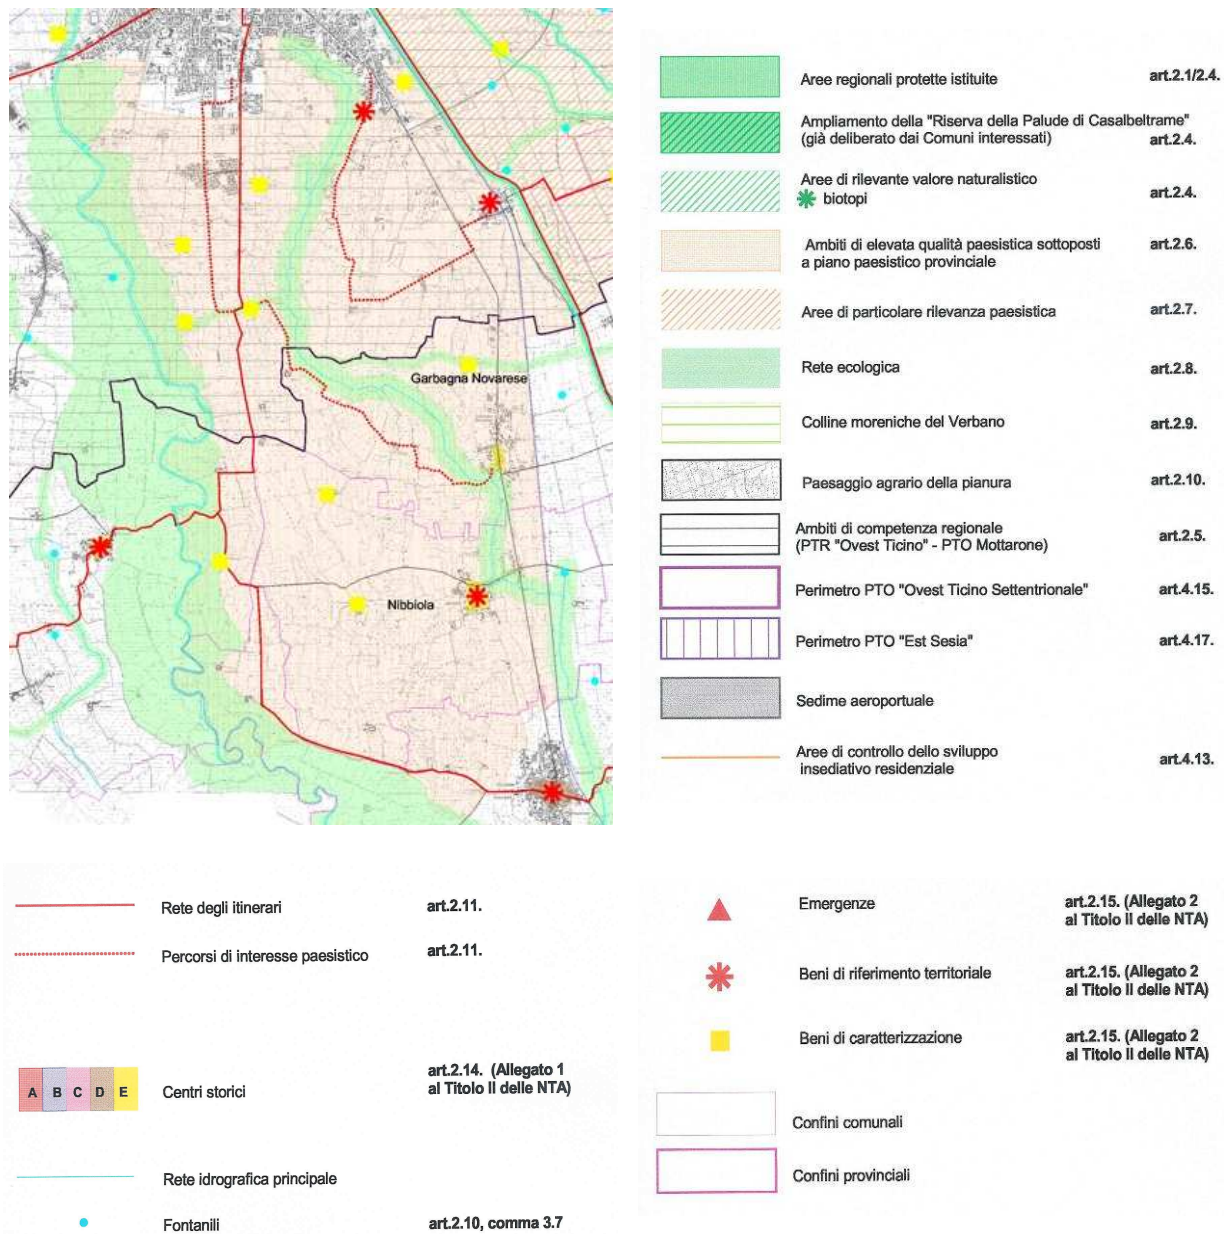 Garbagna Novarese
Nibbiola
Aree regionali protette istituite art.2.1/2.4.
Ampliamento della "Riserva della Palude di Casalbeltrame"
(già deliberato dai Comuni interessati) art.2.4.
Aree di rilevante valore naturalistico
biotopi art.2.4.
Ambiti di elevata qualità paesistica sottoposti
a piano paesistico provinciale art.2.6.
Aree di particolare rilevanza paesistica art.2.7.
Rete ecologica art.2.8.
Colline moreniche del Verbano art.2.9.
Paesaggio agrario della pianura art.2.10.
Ambiti di competenza regionale
(PTR "Ovest Ticino" - PTO Mottarone) art.2.5.
Perimetro PTO "Ovest Ticino Settentrionale" art.4.15.
Perimetro PTO "Est Sesia" art.4.17.
Sedime aeroportuale
Aree di controllo dello sviluppo
insediativo residenziale art.4.13.
Rete degli itinerari art.2.11.
Percorsi di interesse paesistico art.2.11.
A B C D E Centri storici art.2.14. (Allegato 1
al Titolo II delle NTA)
Rete idrografica principale
Fontanili art.2.10, comma 3.7
Emergenze art.2.15. (Allegato 2
al Titolo II delle NTA)
Beni di riferimento territoriale art.2.15. (Allegato 2
al Titolo II delle NTA)
Beni di caratterizzazione art.2.15. (Allegato 2
al Titolo II delle NTA)
Confini comunali
Confini provinciali